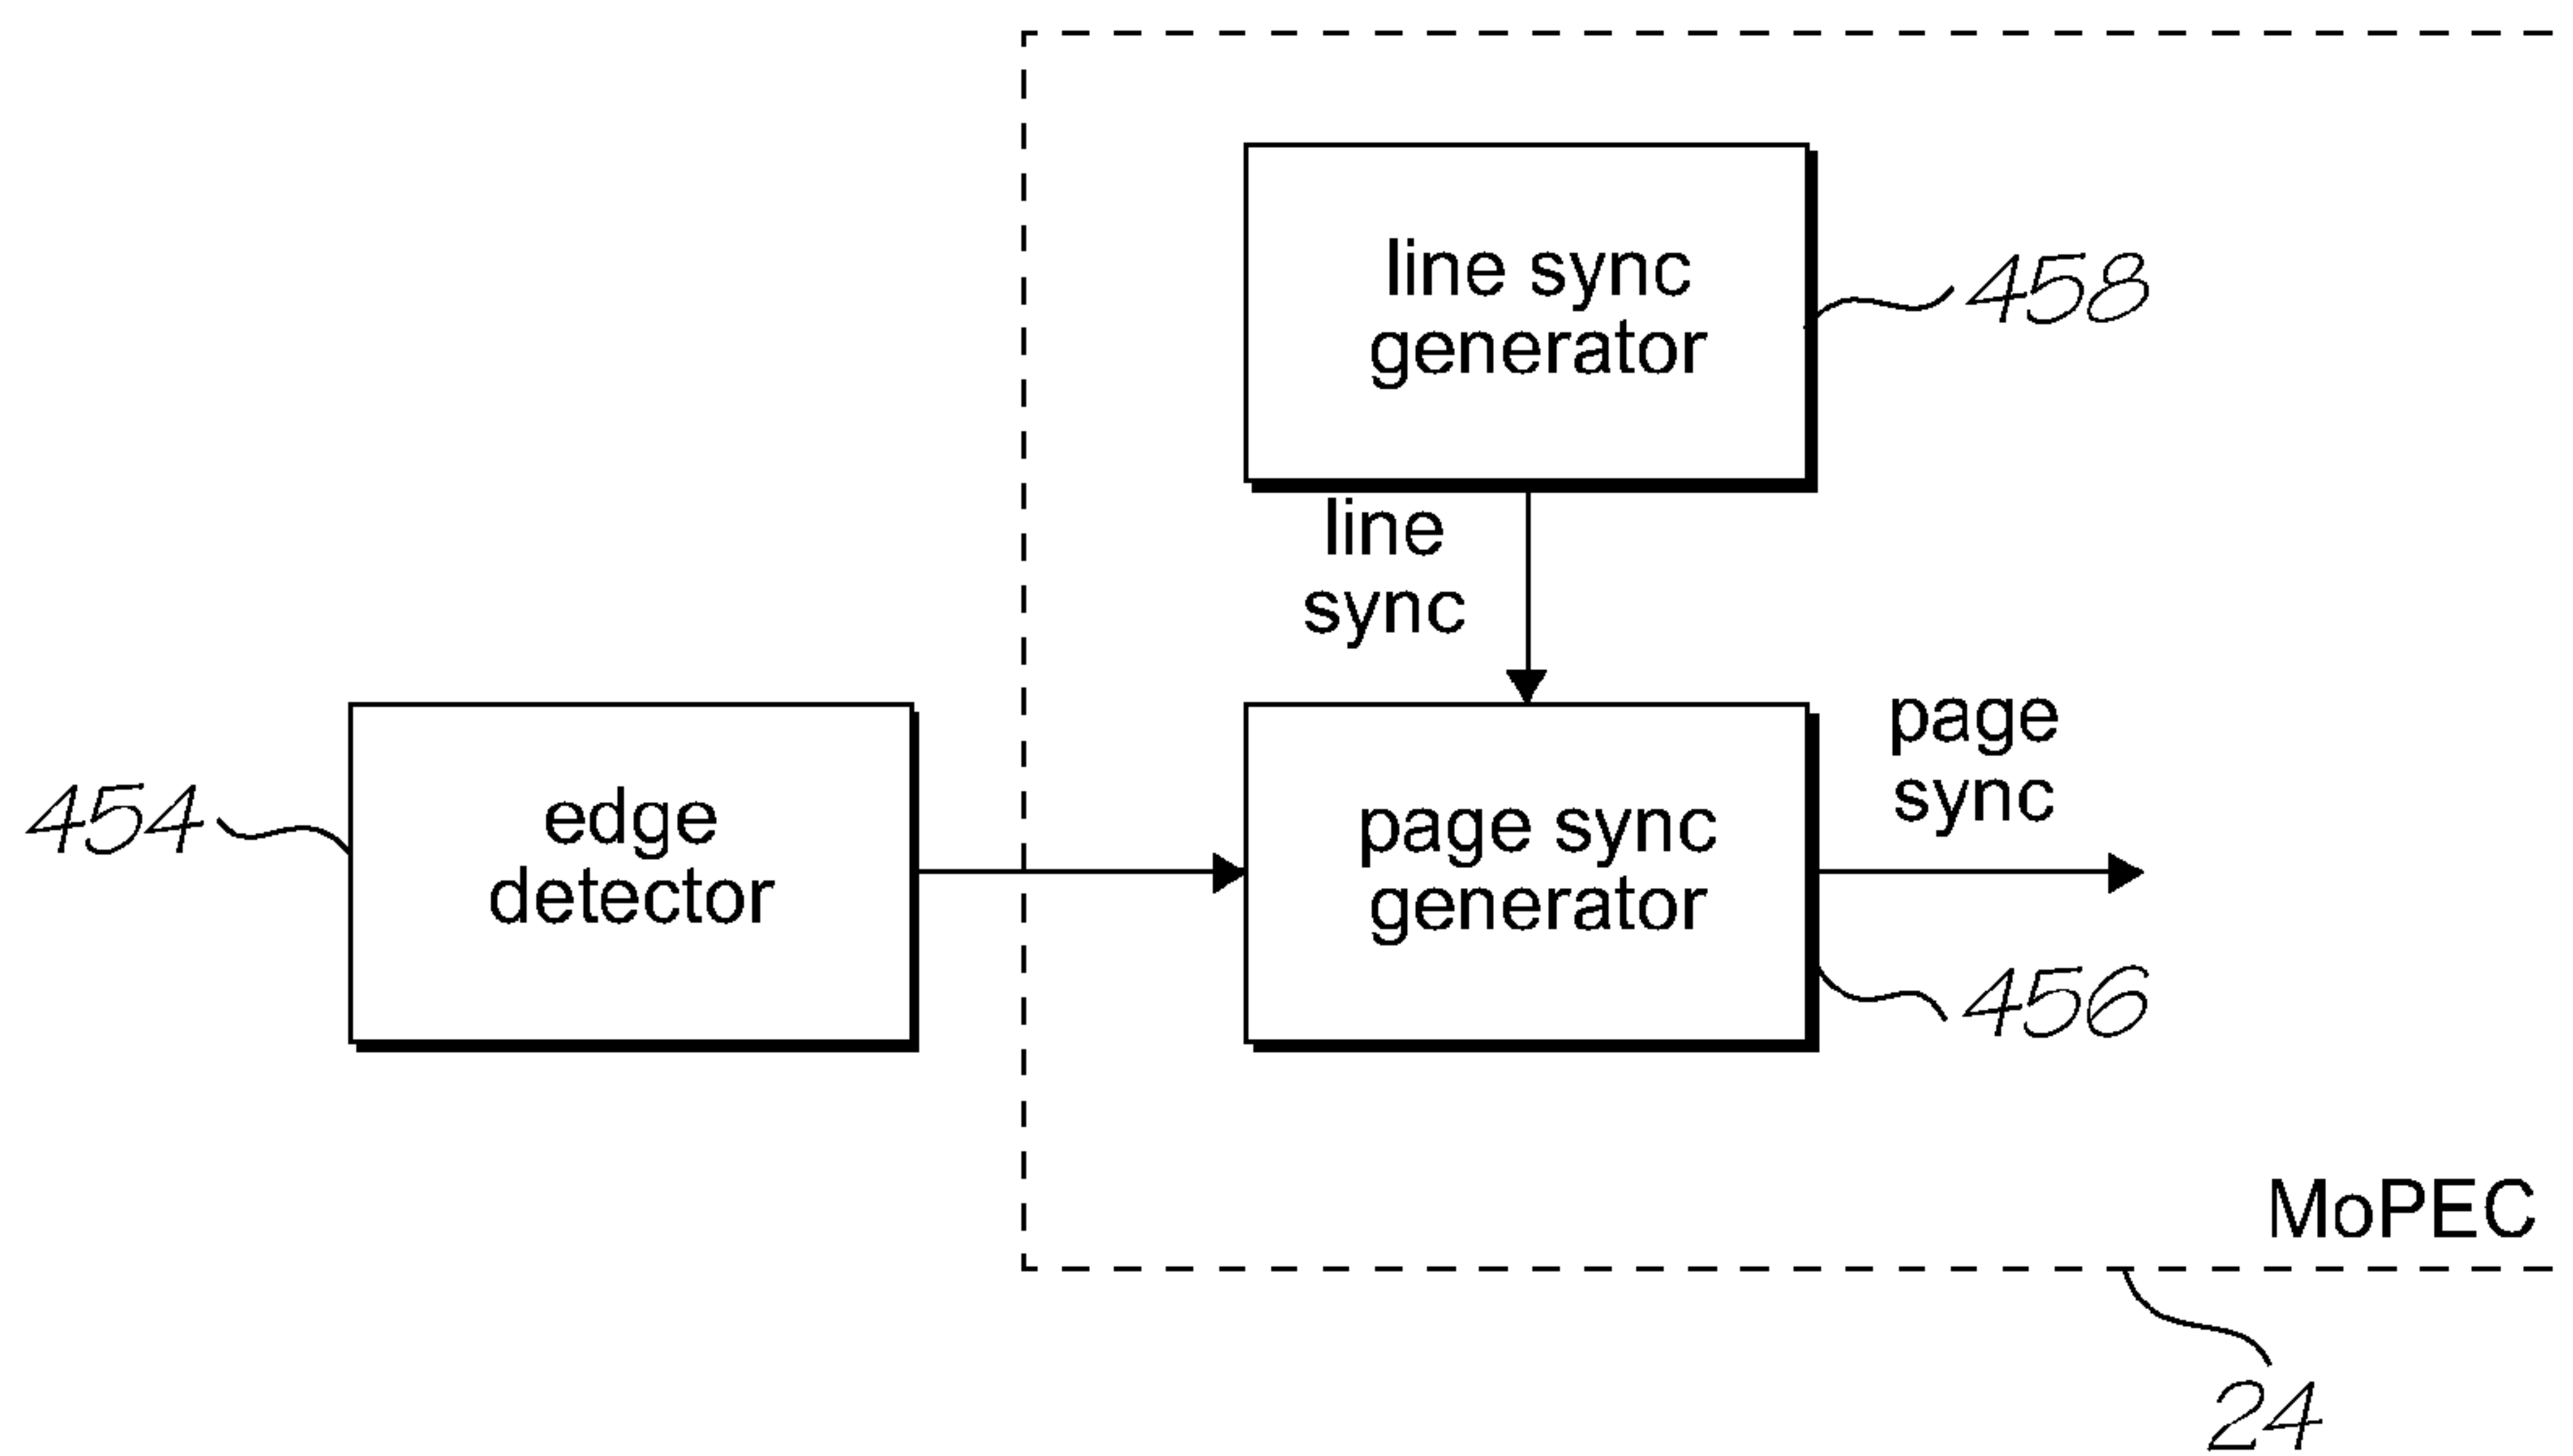 line sync
generator
458
line
sync
page
sync
454
edge
detector
page sync
generator
456
MoPEC
24